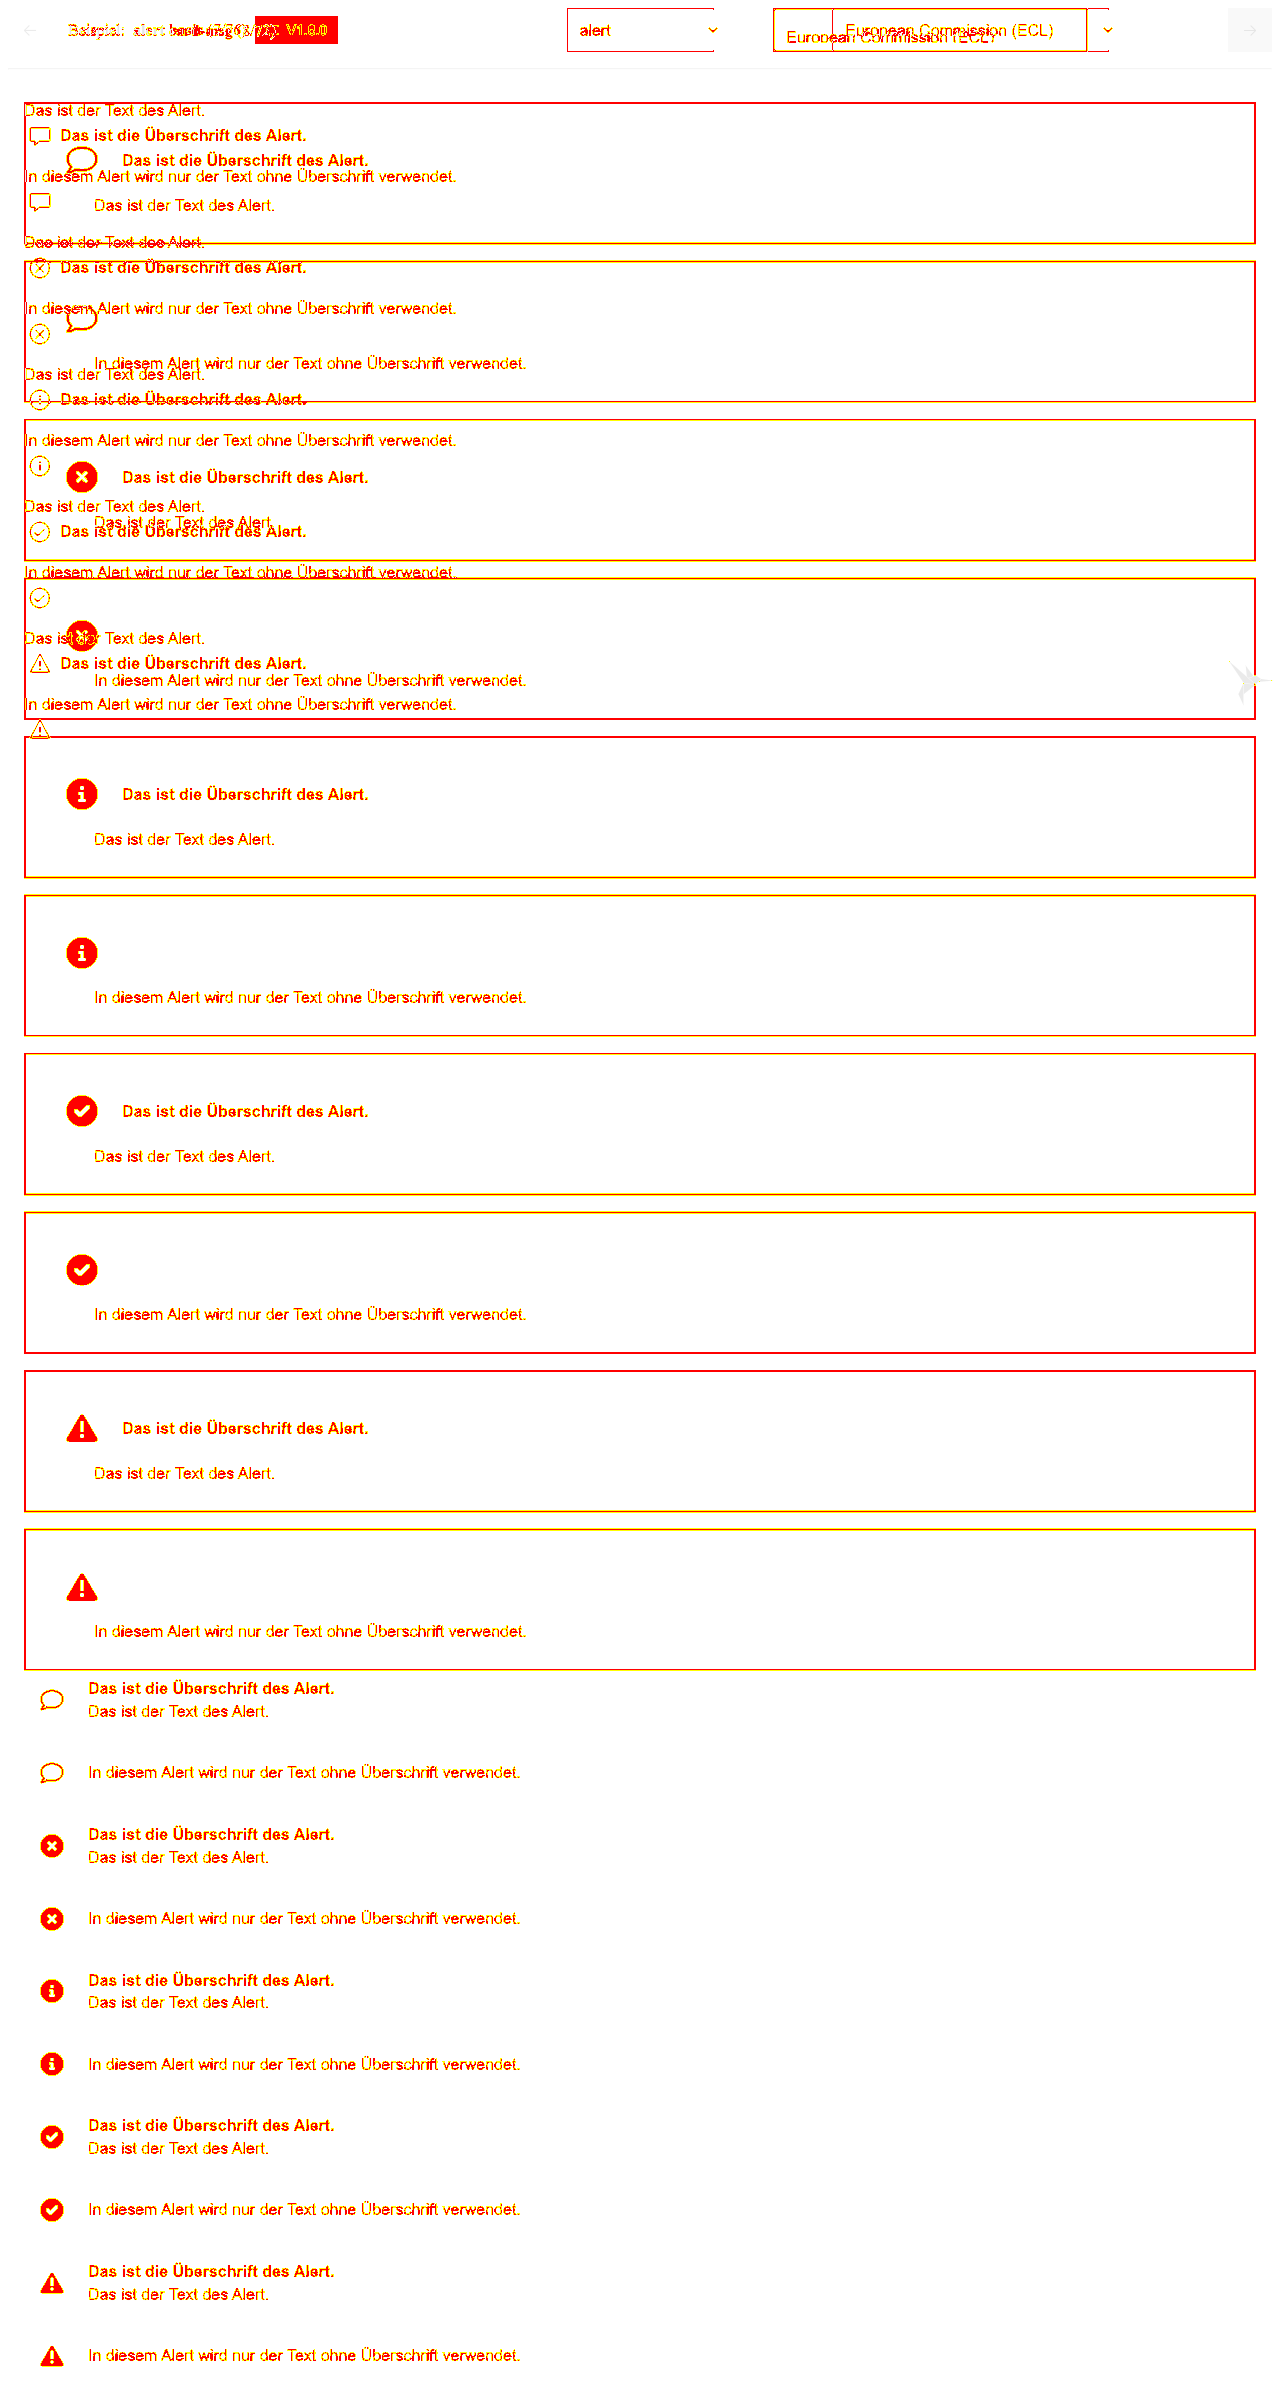 V1.0.0
alert
European Commission (ECL)
European Commission (ECL)
Das ist der Text des Alert.
Das ist die Überschrift des Alert.
Das ist die Überschrift des Alert.
In diesem Alert wird nur der Text ohne Überschrift verwendet.
Das ist der Text des Alert.
Das ist der Text des Alert.
Das ist die Überschrift des Alert.
In diesem Alert wird nur der Text ohne Überschrift verwendet.
In diesem Alert wird nur der Text ohne Überschrift verwendet.
Das ist der Text des Alert.
Das ist die Überschrift des Alert.
In diesem Alert wird nur der Text ohne Überschrift verwendet.
Das ist die Überschrift des Alert.
Das ist der Text des Alert.
Das ist der Text des Alert.
Das ist die Überschrift des Alert.
In diesem Alert wird nur der Text ohne Überschrift verwendet.
Das ist der Text des Alert.
Das ist die Überschrift des Alert.
In diesem Alert wird nur der Text ohne Überschrift verwendet.
In diesem Alert wird nur der Text ohne Überschrift verwendet.
Das ist die Überschrift des Alert.
Das ist der Text des Alert.
In diesem Alert wird nur der Text ohne Überschrift verwendet.
Das ist die Überschrift des Alert.
Das ist der Text des Alert.
In diesem Alert wird nur der Text ohne Überschrift verwendet.
Das ist die Überschrift des Alert.
Das ist der Text des Alert.
In diesem Alert wird nur der Text ohne Überschrift verwendet.
Das ist die Überschrift des Alert.
Das ist der Text des Alert.
In diesem Alert wird nur der Text ohne Überschrift verwendet.
Das ist die Überschrift des Alert.
Das ist der Text des Alert.
In diesem Alert wird nur der Text ohne Überschrift verwendet.
Das ist die Überschrift des Alert.
Das ist der Text des Alert.
In diesem Alert wird nur der Text ohne Überschrift verwendet.
Das ist die Überschrift des Alert.
Das ist der Text des Alert.
In diesem Alert wird nur der Text ohne Überschrift verwendet.
Das ist die Überschrift des Alert.
Das ist der Text des Alert.
In diesem Alert wird nur der Text ohne Überschrift verwendet.